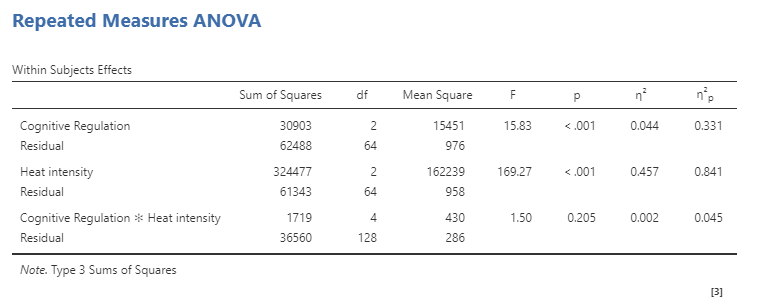 Repeated Measures ANOVA
Within Subjects Effects
Sum of Squares df Mean Square F p η² η²p
Cognitive Regulation 30903 2 15451 15.83 < .001 0.044 0.331
Residual 62488 64 976
Heat intensity 324477 2 162239 169.27 < .001 0.457 0.841
Residual 61343 64 958
Cognitive Regulation ✻ Heat intensity 1719 4 430 1.50 0.205 0.002 0.045
Residual 36560 128 286
Note. Type 3 Sums of Squares
[3]